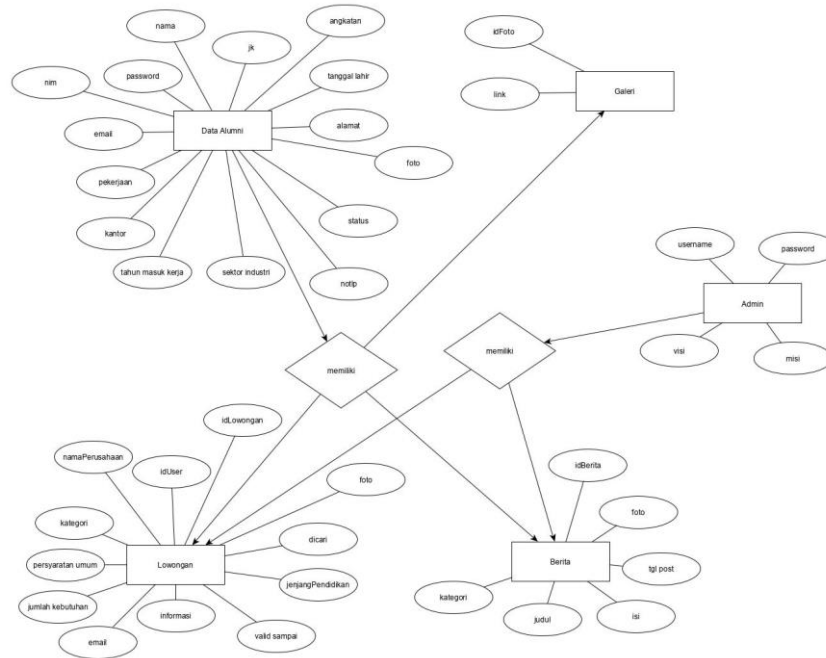 nama
angkatan
jk
idFoto
password
tanggal lahir
nim
link
Galeri
email
Data Alumni
alamat
foto
pekerjaan
status
kantor
username
password
tahun masuk kerja
sektor industri
notlp
Admin
visi
misi
memiliki
memiliki
idLowongan
namaPerusahaan
idUser
idBerita
foto
foto
kategori
dicari
persyaratan umum
Lowongan
Berita
tgl post
jenjangPendidikan
kategori
jumlah kebutuhan
informasi
judul
isi
email
valid sampai